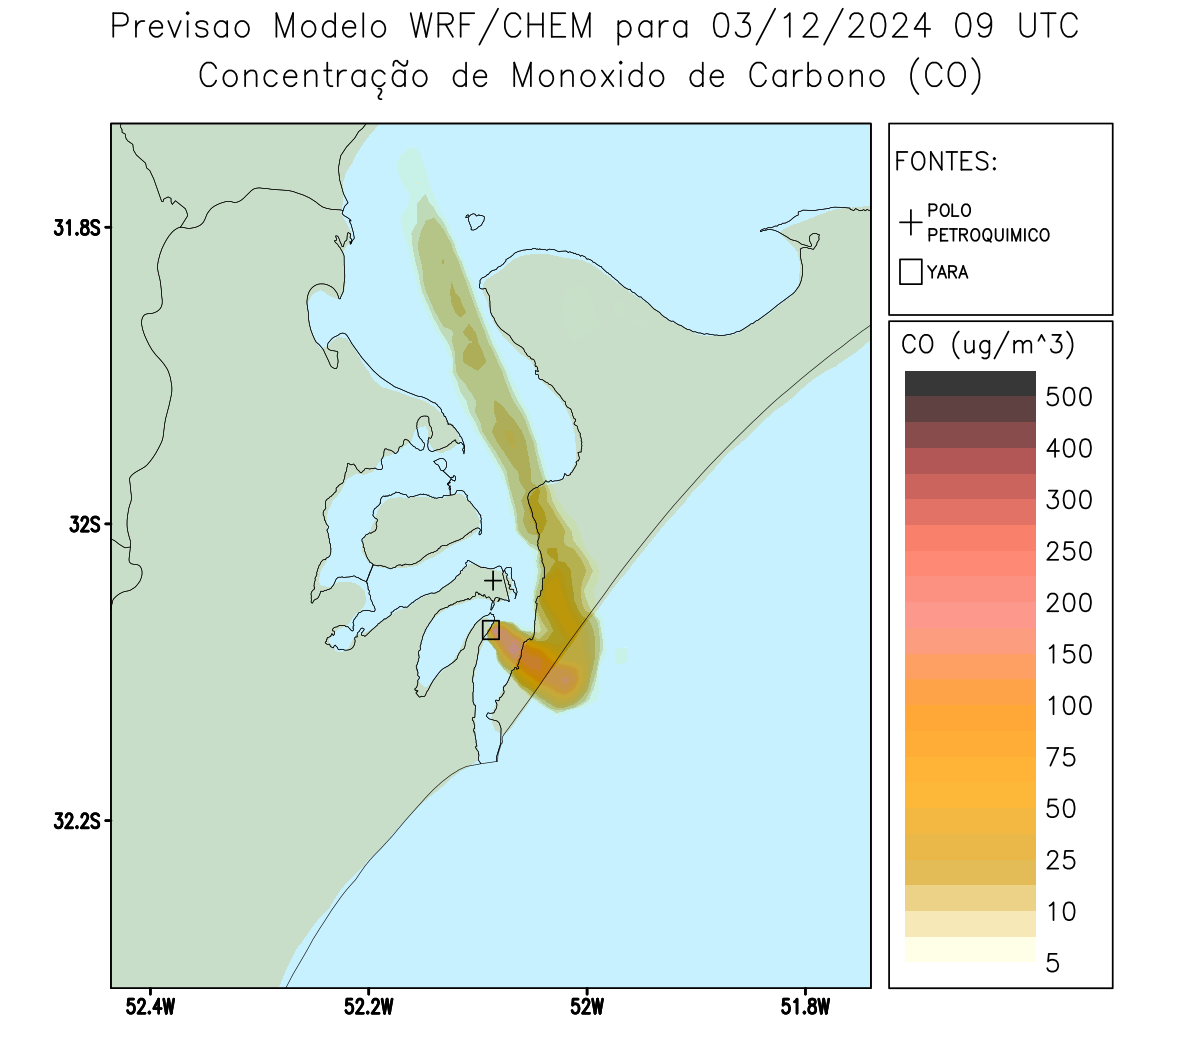 Previsao Modelo WRF/CHEM para 03/12/2024 09 UTC
Concentração de Monoxido de Carbono (CO)
FONTES:
POLO
PETROQUIMICO
YARA
CO (ug/m^3)
500
400
300
250
200
150
100
75
50
25
10
5
31.8S
32S
32.2S
52.4W
52.2W
52W
51.8W